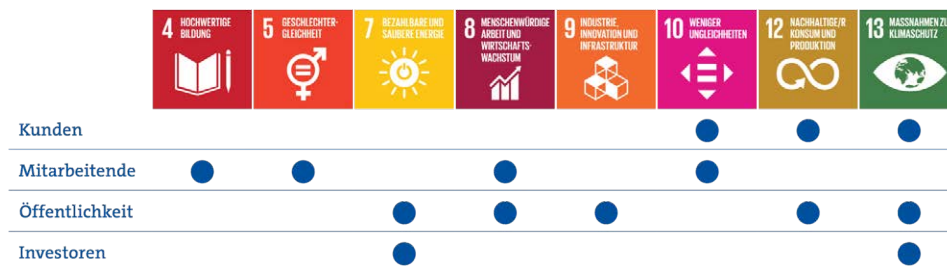 4 HOCHWERTIGE
BILDUNG
5 GESCHLECHTER-
GLEICHHEIT
7 BEZAHLBARE UND
SAUBERE ENERGIE
8 MENSCHENWÜRDIGE
ARBEIT UND
WIRTSCHAFTS-
WACHSTUM
9 INDUSTRIE,
INNOVATION UND
INFRASTRUKTUR
10 WENIGER
UNGLEICHHEITEN
12 NACHHALTIGE/R
KONSUM UND
PRODUKTION
13 MASSNAHMEN ZUM
KLIMASCHUTZ
Kunden
Mitarbeitende
Öffentlichkeit
Investoren